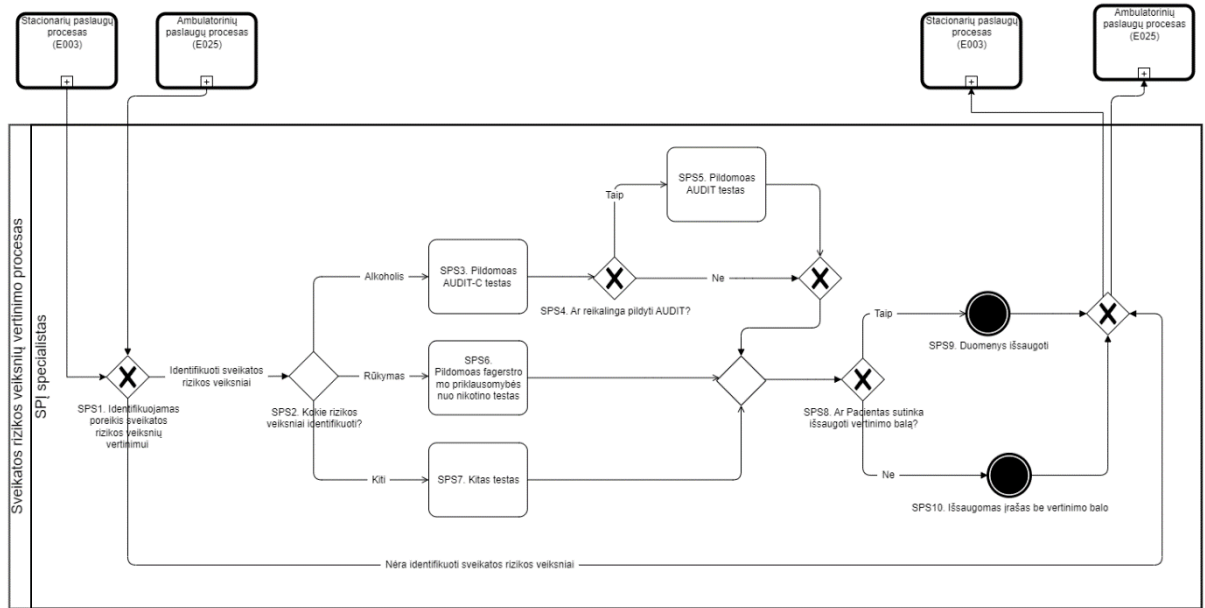 Stacionarių paslaugų
procesas
(E003)
Ambulatorinių
paslaugų procesas
(E025)
Stacionarių paslaugų
procesas
(E003)
Ambulatorinių
paslaugų procesas
(E025)
Sveikatos rizikos veiksnių vertinimo procesas
SPĮ specialistas
SPS1. Identifikuojamas
poreikis sveikatos
rizikos veiksnių
vertinimui
Identifikuoti sveikatos
rizikos veiksniai
SPS2. Kokie rizikos
veiksniai identifikuoti?
Alkoholis
SPS3. Pildomoas
AUDIT-C testas
SPS4. Ar reikalinga pildyti AUDIT?
Taip
SPS5. Pildomoas
AUDIT testas
Ne
Rūkymas
SPS6.
Pildomoas fagerstro
mo priklausomybės
nuo nikotino testas
Kiti
SPS7. Kitas testas
SPS8. Ar Pacientas sutinka
išsaugoti vertinimo balą?
Taip
SPS9. Duomenys išsaugoti
Ne
SPS10. Išsaugomas įrašas be vertinimo balo
Nėra identifikuoti sveikatos rizikos veiksniai